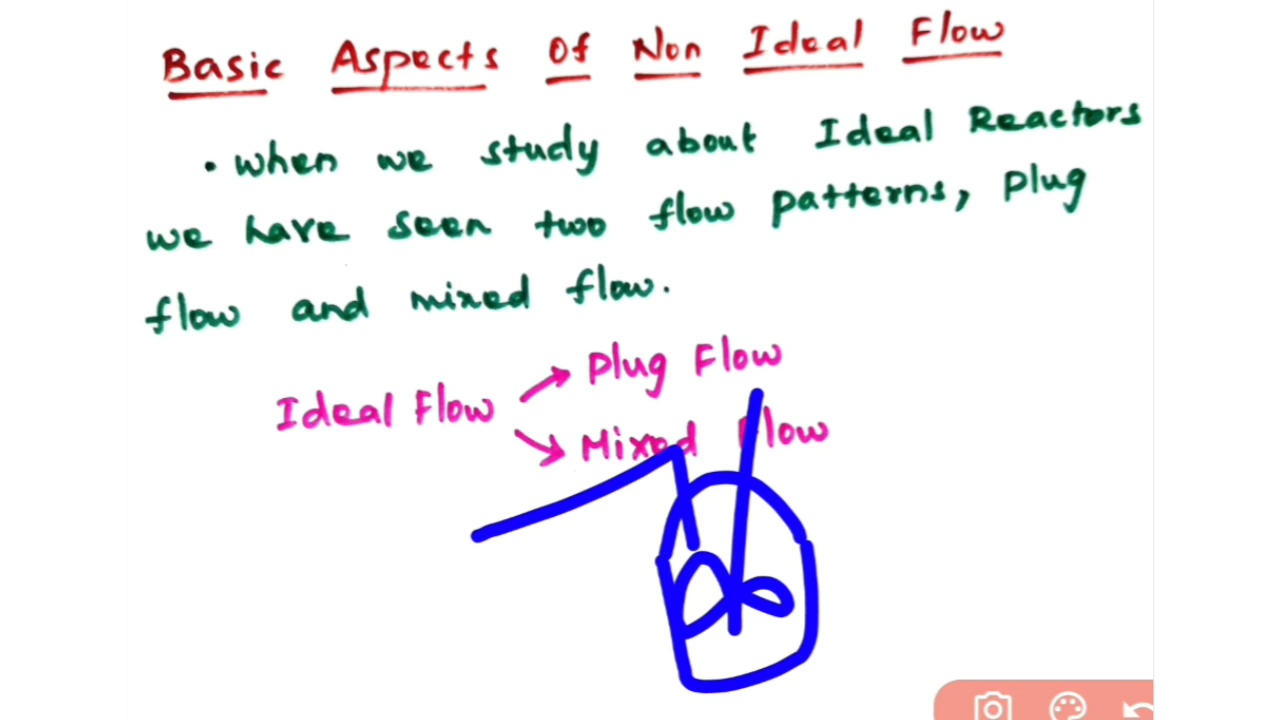 Basic Aspects Of Non Ideal Flow
• When we study about Ideal Reactors
we have seen two flow patterns, plug
flow and mixed flow.
Ideal Flow
Plug Flow
Mixed Flow